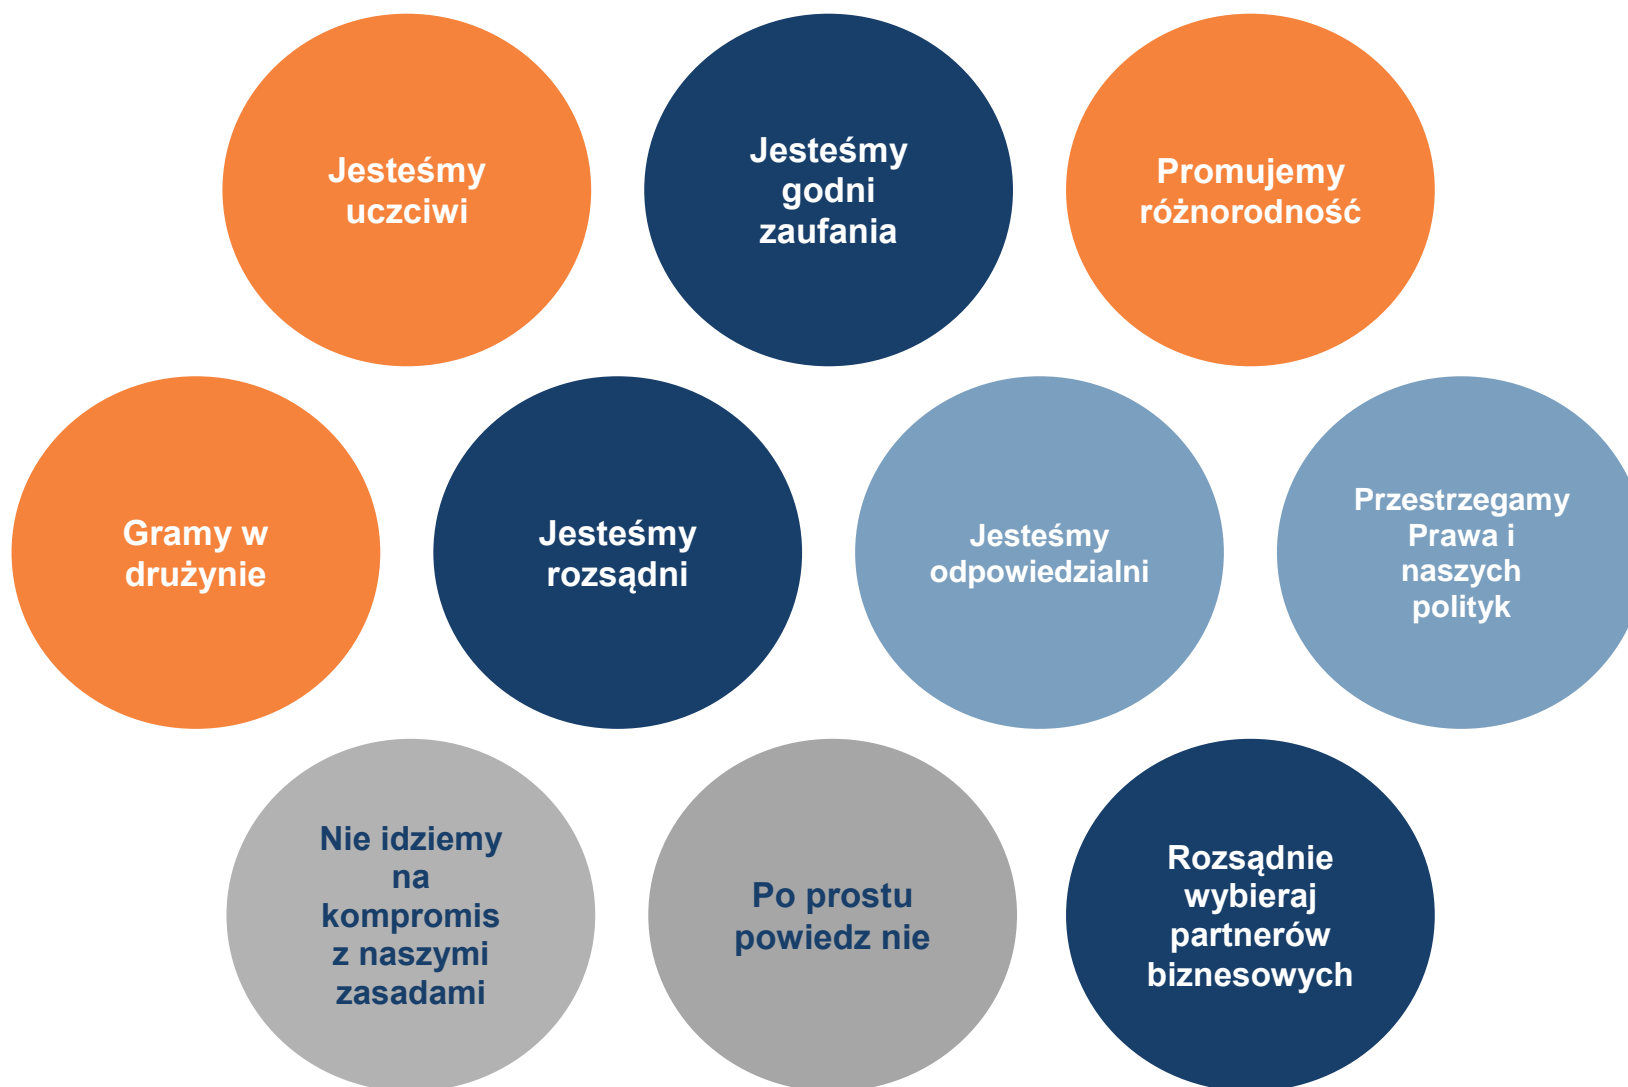 Jesteśmy
uczciwi
Jesteśmy
godni
zaufania
Promujemy
różnorodność
Gramy w
drużynie
Jesteśmy
rozsądni
Jesteśmy
odpowiedzialni
Przestrzegamy
Prawa i
naszych
polityk
Nie idziemy
na
kompromis
z naszymi
zasadami
Po prostu
powiedz nie
Rozsądnie
wybieraj
partnerów
biznesowych